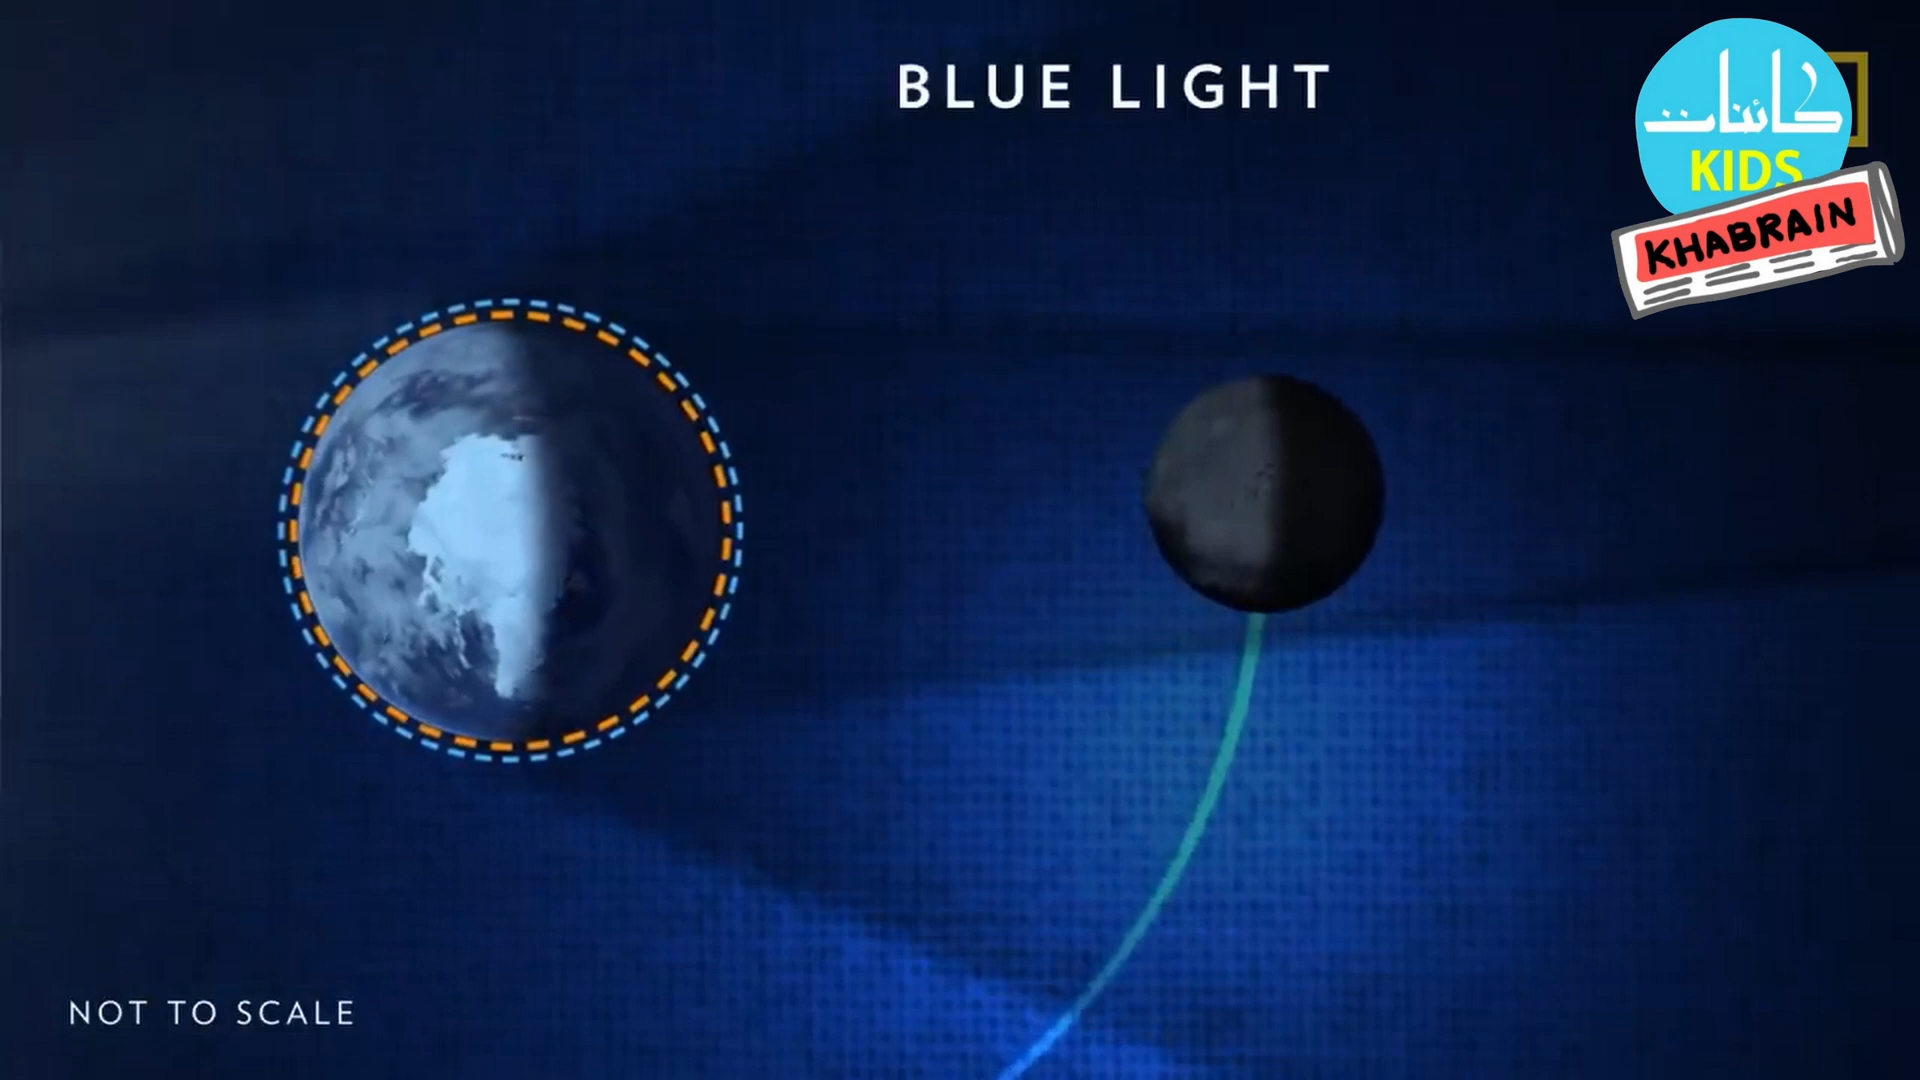 BLUE LIGHT
کائنات
KIDS
KHABRAIN
NOT TO SCALE